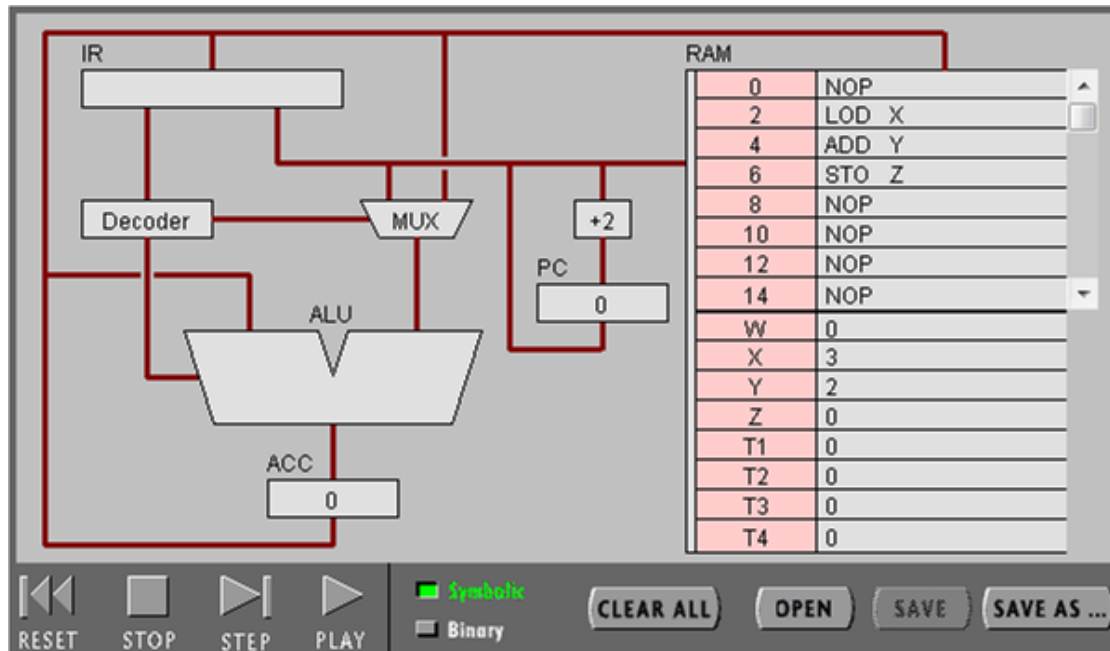 IR
RAM
0 NOP
2 LOD X
4 ADD Y
6 STO Z
8 NOP
10 NOP
12 NOP
14 NOP
W 0
X 3
Y 2
Z 0
T1 0
T2 0
T3 0
T4 0
Decoder
MUX
+2
PC
0
ALU
ACC
0
RESET
STOP
STEP
PLAY
Symbolic
Binary
CLEAR ALL
OPEN
SAVE
SAVE AS ...